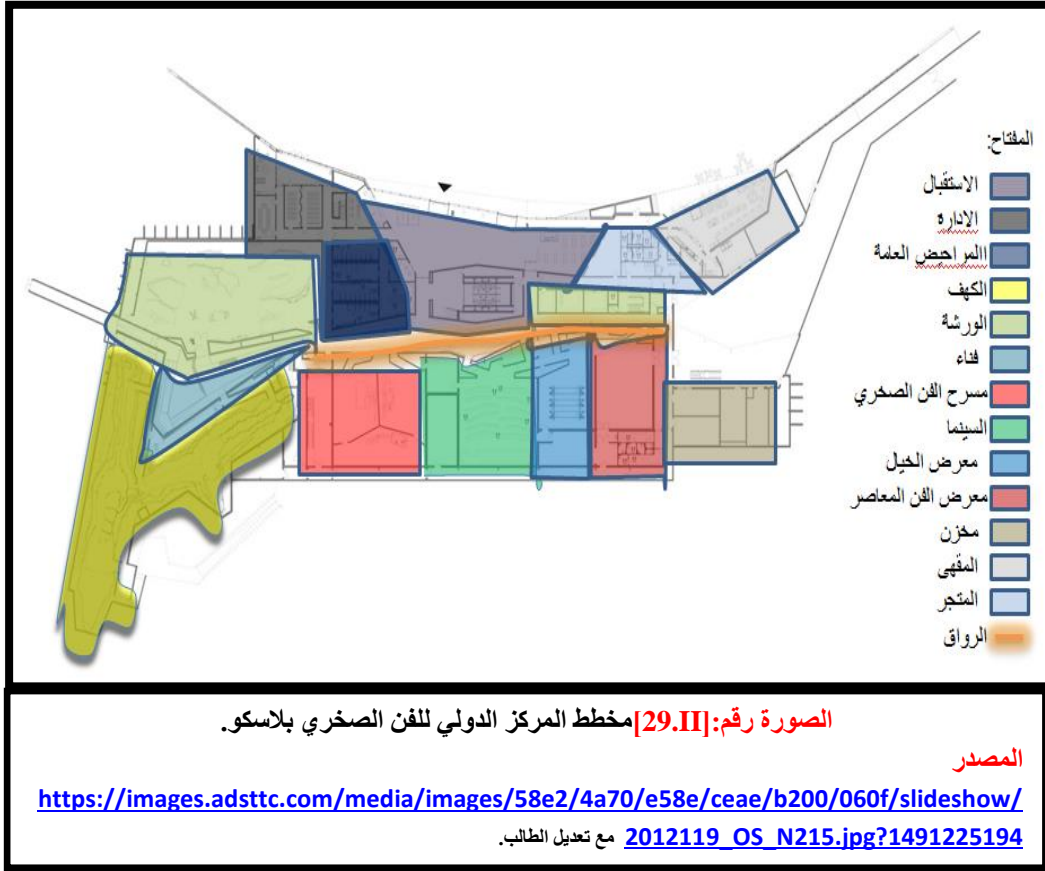 المفتاح:
الاستقبال
الإدارة
االمراحيض العامة
الكهف
الورشة
فناء
مسرح الفن الصخري
السينما
معرض الخيال
معرض الفن المعاصر
مخزن
المقهى
المتجر
الرواق
الصورة رقم:[29.II]مخطط المركز الدولي للفن الصخري بلاسكو.
المصدر
https://images.adsttc.com/media/images/58e2/4a70/e58e/ceae/b200/060f/slideshow/
2012119_OS_N215.jpg?1491225194 مع تعديل الطالب.